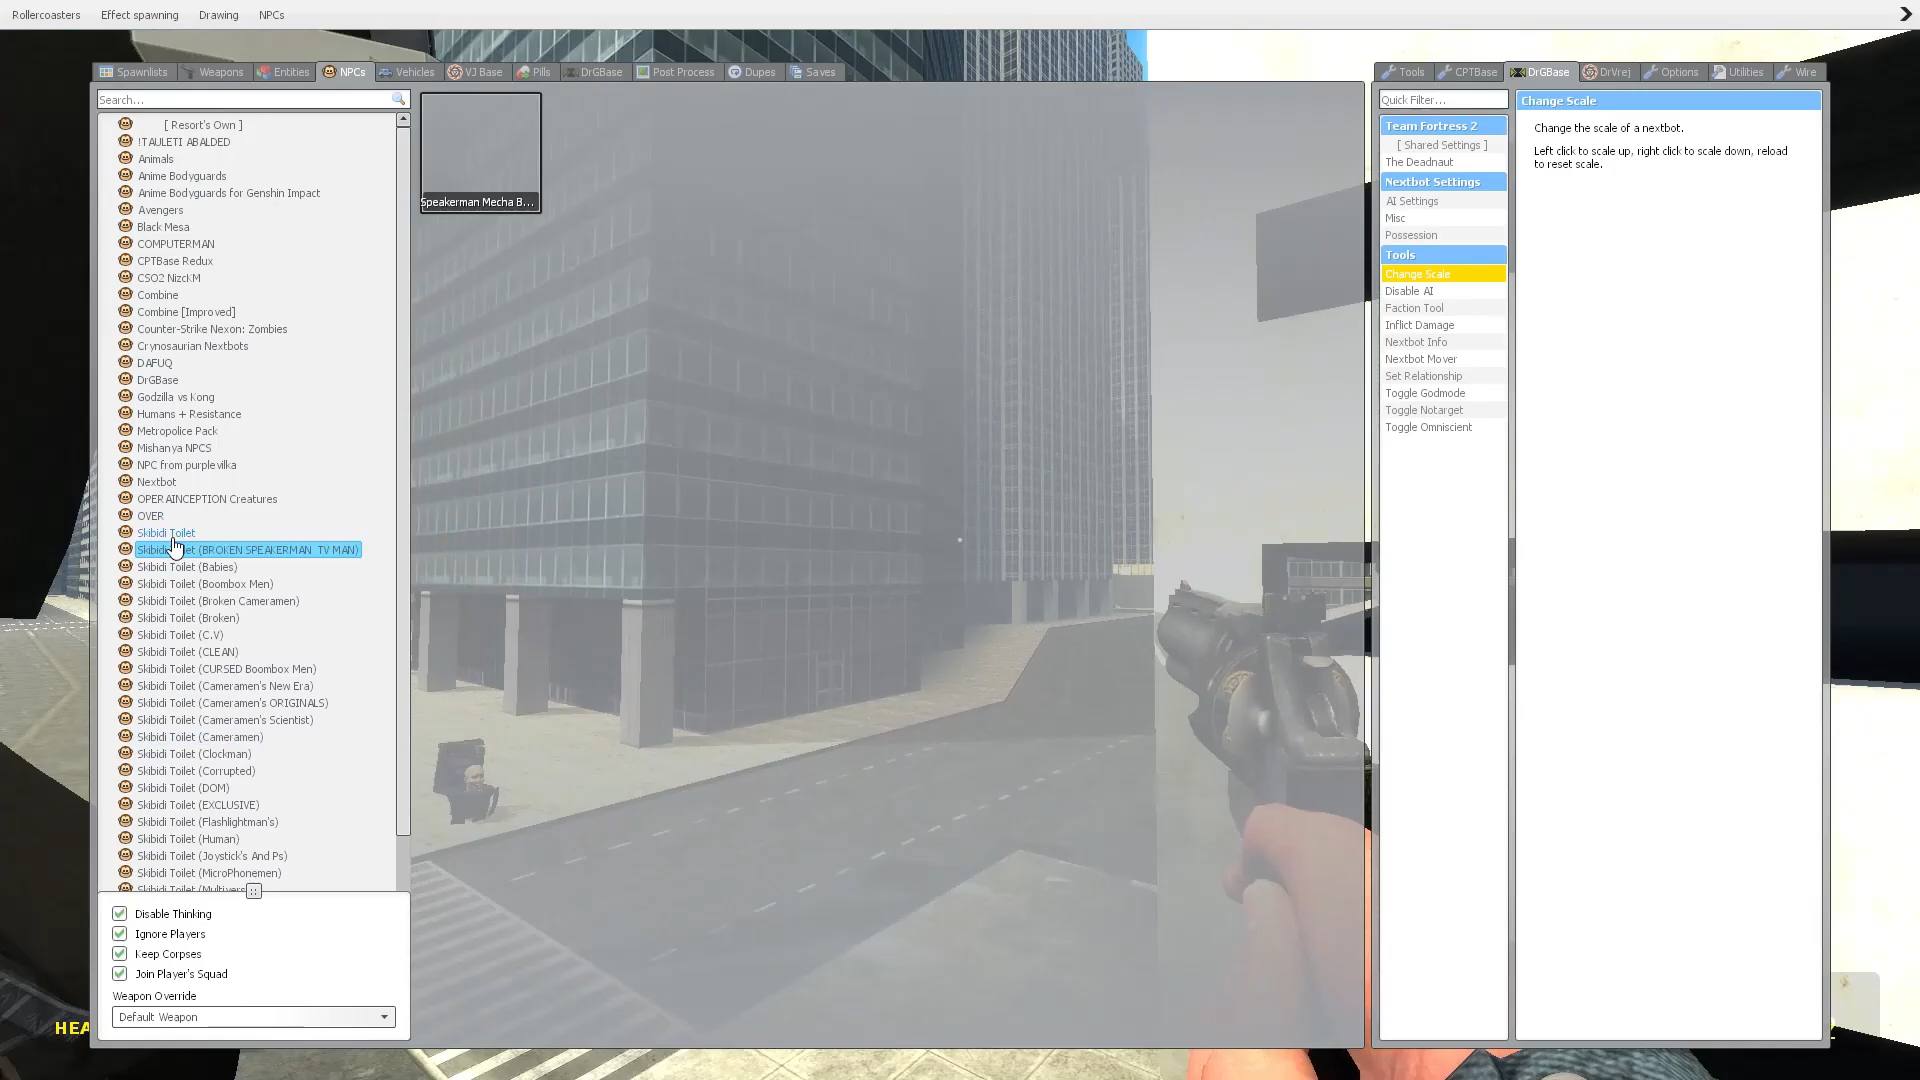 Rollercoasters Effect spawning Drawing NPCs
Spawnlists Weapons Entities NPCs Vehicles VJ Base Pills DrGBase Post Process Dupes Saves
Search...
[ Resort's Own ]
!TAULETI ABALDED
Animals
Anime Bodyguards
Anime Bodyguards for Genshin Impact
Avengers
Black Mesa
COMPUTERMAN
CPTBase Redux
CSO2 NizcKM
Combine
Combine [Improved]
Counter-Strike Nexon: Zombies
Crynosaurian Nextbots
DAFUQ
DrGBase
Godzilla vs Kong
Humans + Resistance
Metropolice Pack
Mishanya NPCS
NPC from purplevilka
Nextbot
OPERAINCEPTION Creatures
OVER
Skibidi Toilet
Skibidi Toilet (BROKEN SPEAKERMAN TV MAN)
Skibidi Toilet (Babies)
Skibidi Toilet (Boombox Men)
Skibidi Toilet (Broken Cameramen)
Skibidi Toilet (Broken)
Skibidi Toilet (C.V)
Skibidi Toilet (CLEAN)
Skibidi Toilet (CURSED Boombox Men)
Skibidi Toilet (Cameramen's New Era)
Skibidi Toilet (Cameramen's ORIGINALS)
Skibidi Toilet (Cameramen's Scientist)
Skibidi Toilet (Cameramen)
Skibidi Toilet (Clockman)
Skibidi Toilet (Corrupted)
Skibidi Toilet (DOM)
Skibidi Toilet (EXCLUSIVE)
Skibidi Toilet (Flashlightman's)
Skibidi Toilet (Human)
Skibidi Toilet (Joystick's And Ps)
Skibidi Toilet (MicroPhonemen)
Skibidi Toilet
Disable Thinking
Ignore Players
Keep Corpses
Join Player's Squad
Weapon Override
Default Weapon
HEA
Speakerman Mecha B...
Tools CPTBase DrGBase DrVrej Options Utilities Wire
Quick Filter...
Team Fortress 2
[ Shared Settings ]
The Deadnaut
Nextbot Settings
AI Settings
Misc
Possession
Tools
Change Scale
Disable AI
Faction Tool
Inflict Damage
Nextbot Info
Nextbot Mover
Set Relationship
Toggle Godmode
Toggle Notarget
Toggle Omniscient
Change Scale
Change the scale of a nextbot.
Left click to scale up, right click to scale down, reload
to reset scale.